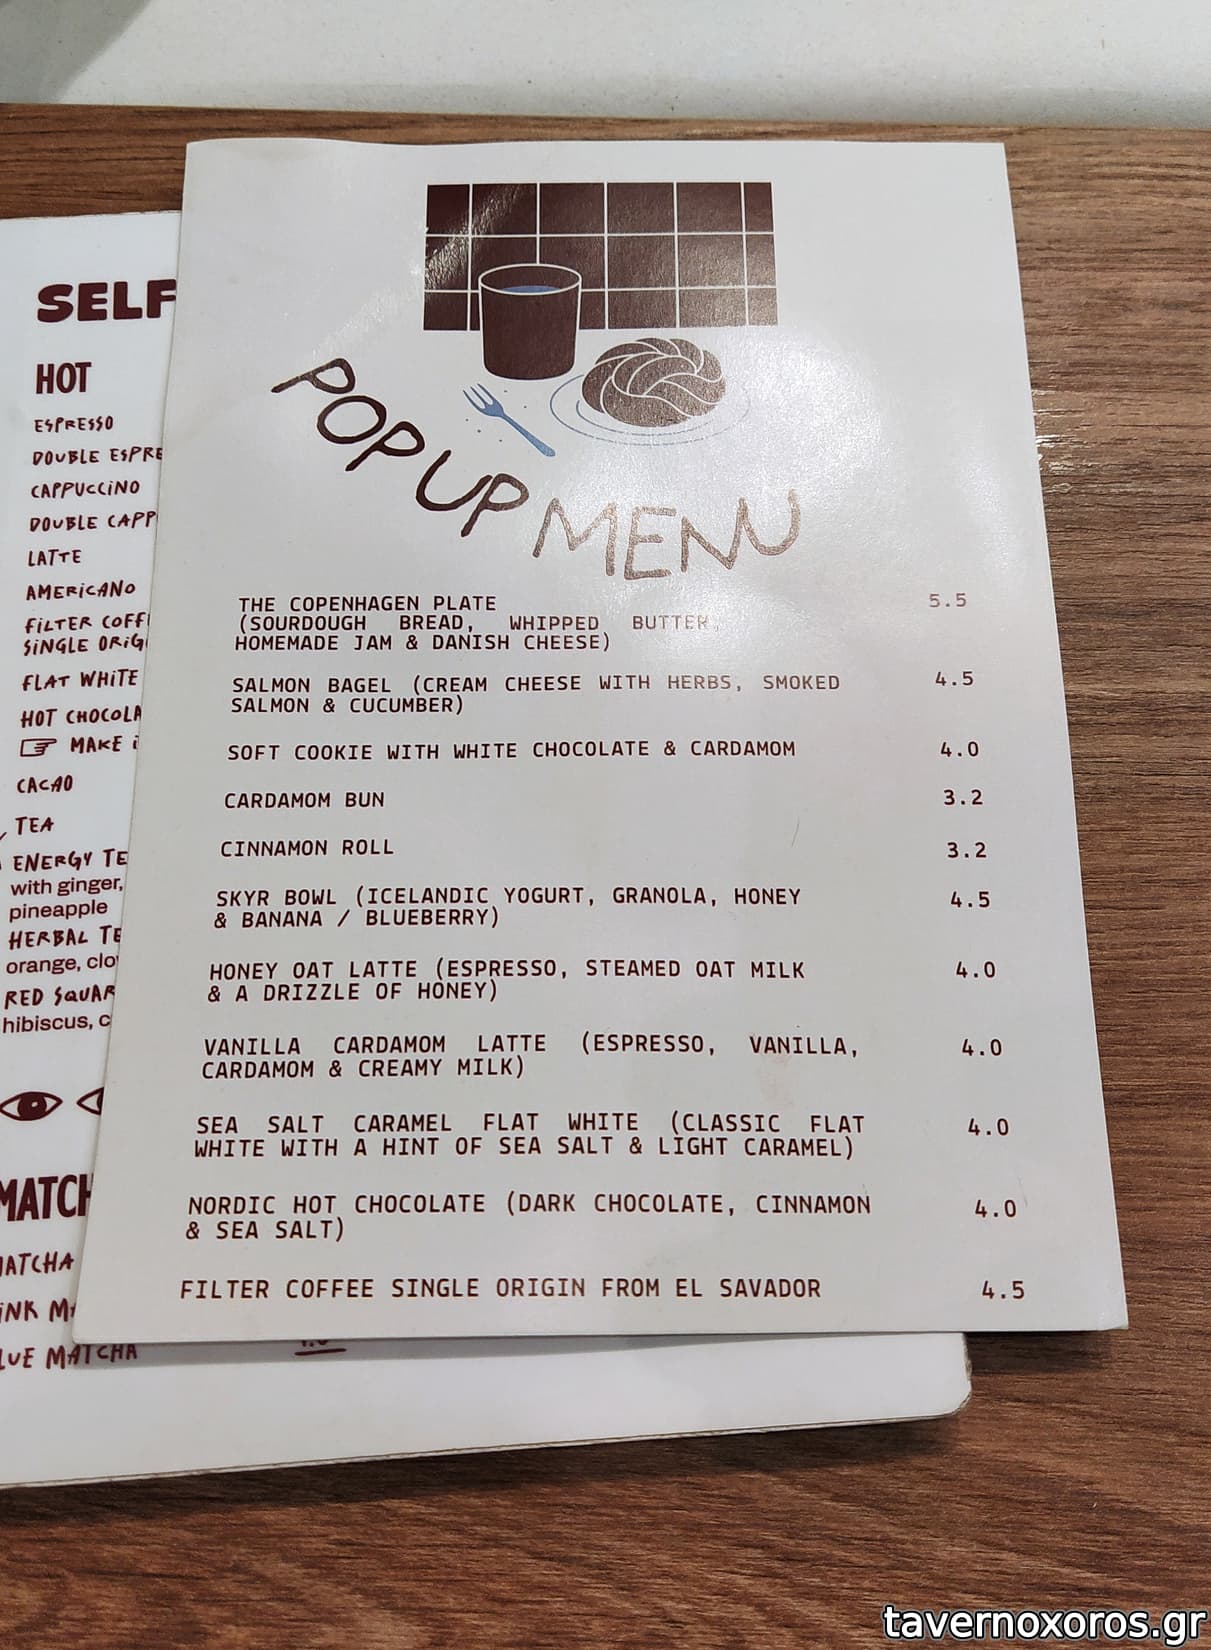 SELF
HOT
ESPRESSO
DOUBLE ESPRE
CAPPUCCINO
DOUBLE CAPP
LATTE
AMERICANO
FILTER COFF
SINGLE ORIG
FLAT WHITE
HOT CHOCOLA
MAKE
CACAO
TEA
ENERGY TE
with ginger,
pineapple
HERBAL TE
orange, clo
RED SQUAR
hibiscus, c
MATCH
MATCHA
PINK M
BLUE MATCHA
POP UP MENU
THE COPENHAGEN PLATE 5.5
(SOURDOUGH BREAD, WHIPPED BUTTER,
HOMEMADE JAM & DANISH CHEESE)
SALMON BAGEL (CREAM CHEESE WITH HERBS, SMOKED 4.5
SALMON & CUCUMBER)
SOFT COOKIE WITH WHITE CHOCOLATE & CARDAMOM 4.0
CARDAMOM BUN 3.2
CINNAMON ROLL 3.2
SKYR BOWL (ICELANDIC YOGURT, GRANOLA, HONEY 4.5
& BANANA / BLUEBERRY)
HONEY OAT LATTE (ESPRESSO, STEAMED OAT MILK 4.0
& A DRIZZLE OF HONEY)
VANILLA CARDAMOM LATTE (ESPRESSO, VANILLA, 4.0
CARDAMOM & CREAMY MILK)
SEA SALT CARAMEL FLAT WHITE (CLASSIC FLAT 4.0
WHITE WITH A HINT OF SEA SALT & LIGHT CARAMEL)
NORDIC HOT CHOCOLATE (DARK CHOCOLATE, CINNAMON 4.0
& SEA SALT)
FILTER COFFEE SINGLE ORIGIN FROM EL SAVADOR 4.5
tavernoxoros.gr